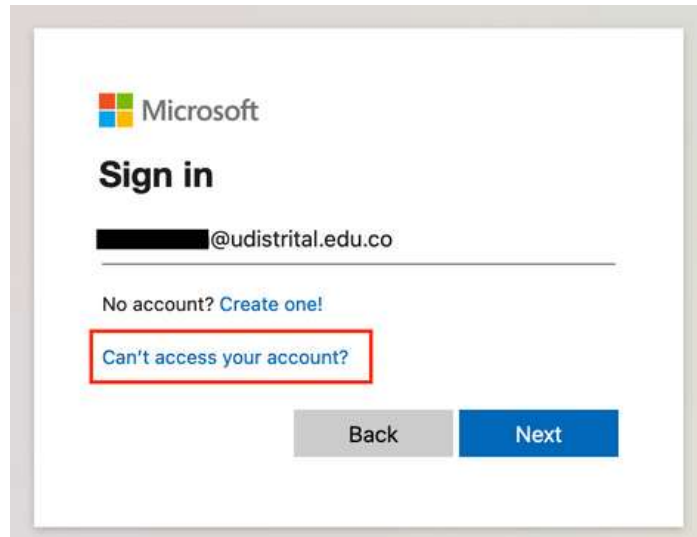 Microsoft
Sign in
@udistrital.edu.co
No account? Create one!
Can't access your account?
Back Next